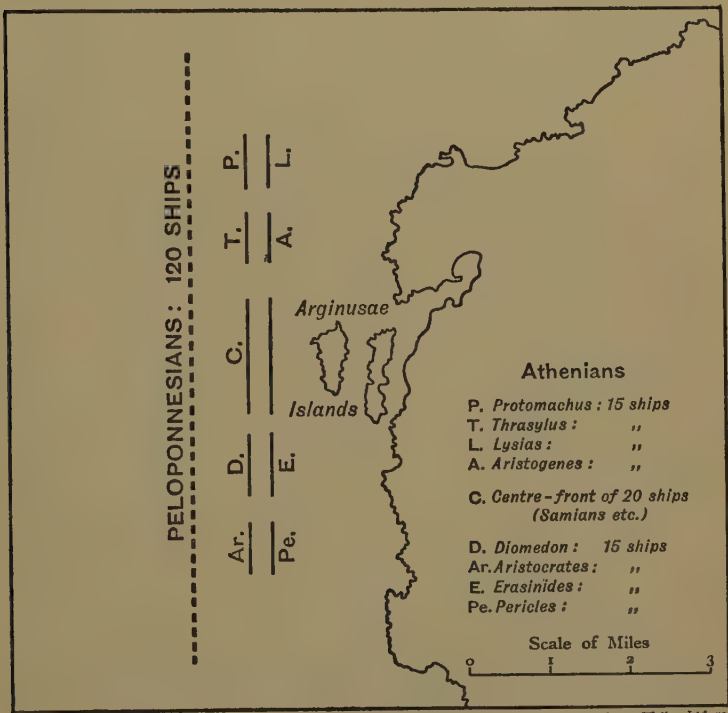 PELOPONNESIANS: 120 SHIPS
P.
L.
T.
A.
C.
D.
E.
Ar.
Pe.
Arginusae
Islands
Athenians
P. Protomachus : 15 ships
T. Thrasylus : „
L. Lysias : „
A. Aristogenes : „
C. Centre-front of 20 ships
(Samians etc.)
D. Diomedon : 15 ships
Ar. Aristocrates : „
E. Erasinïdes : „
Pe. Pericles : „
Scale of Miles
0 1 2 3